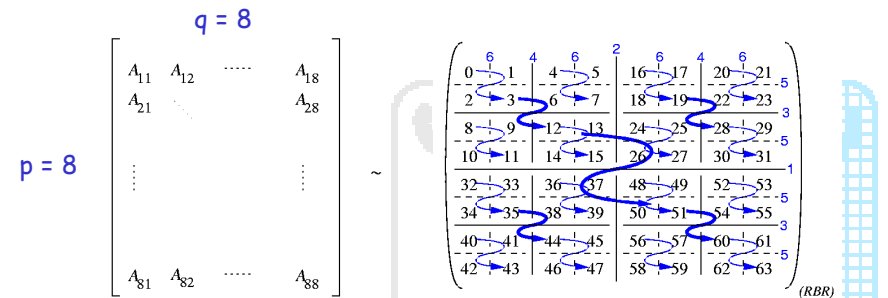 q = 8
p = 8
A11 A12 ..... A18
A21 A28
A81 A82 ..... A88
~
6 4 6 2 6 4 6
0 1 4 5 16 17 20 21
5
2 3 6 7 18 19 22 23
3
8 9 12 13 24 25 28 29
5
10 11 14 15 26 27 30 31
1
32 33 36 37 48 49 52 53
5
34 35 38 39 50 51 54 55
3
40 41 44 45 56 57 60 61
5
42 43 46 47 58 59 62 63
(RBR)